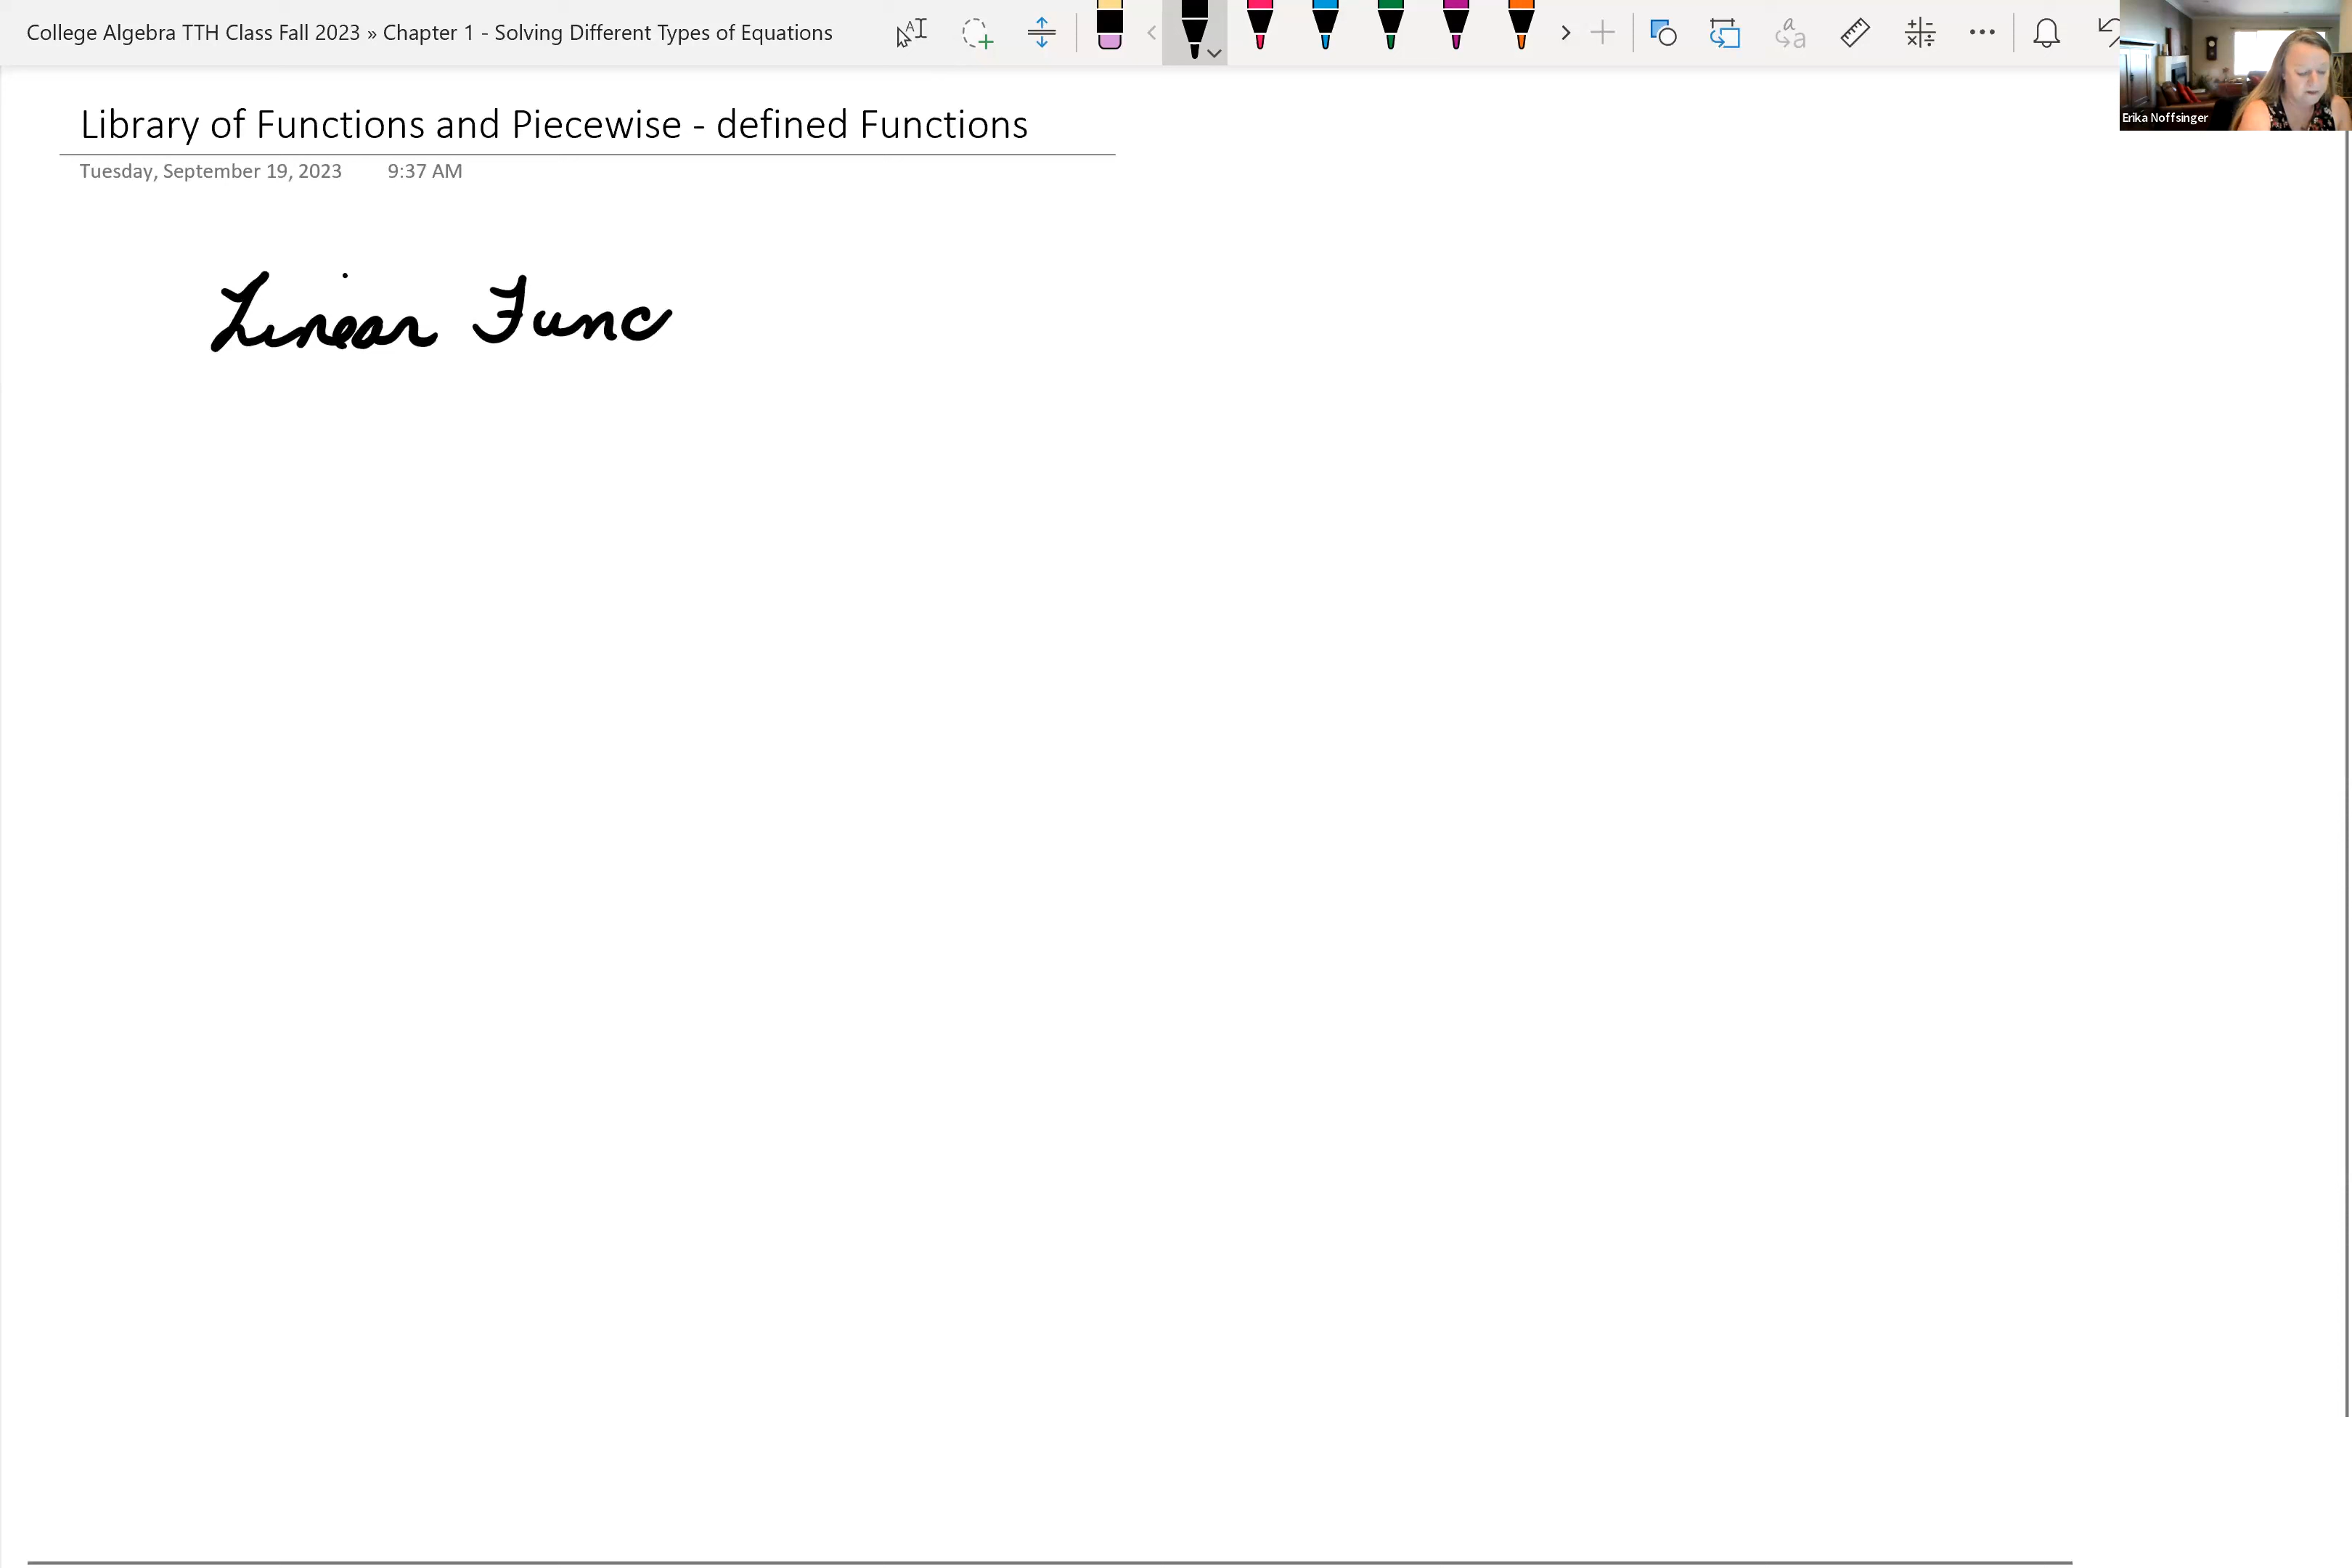 College Algebra TTH Class Fall 2023 » Chapter 1 - Solving Different Types of Equations
Erika Noffsinger
Library of Functions and Piecewise - defined Functions
Tuesday, September 19, 2023 9:37 AM
Linear Func